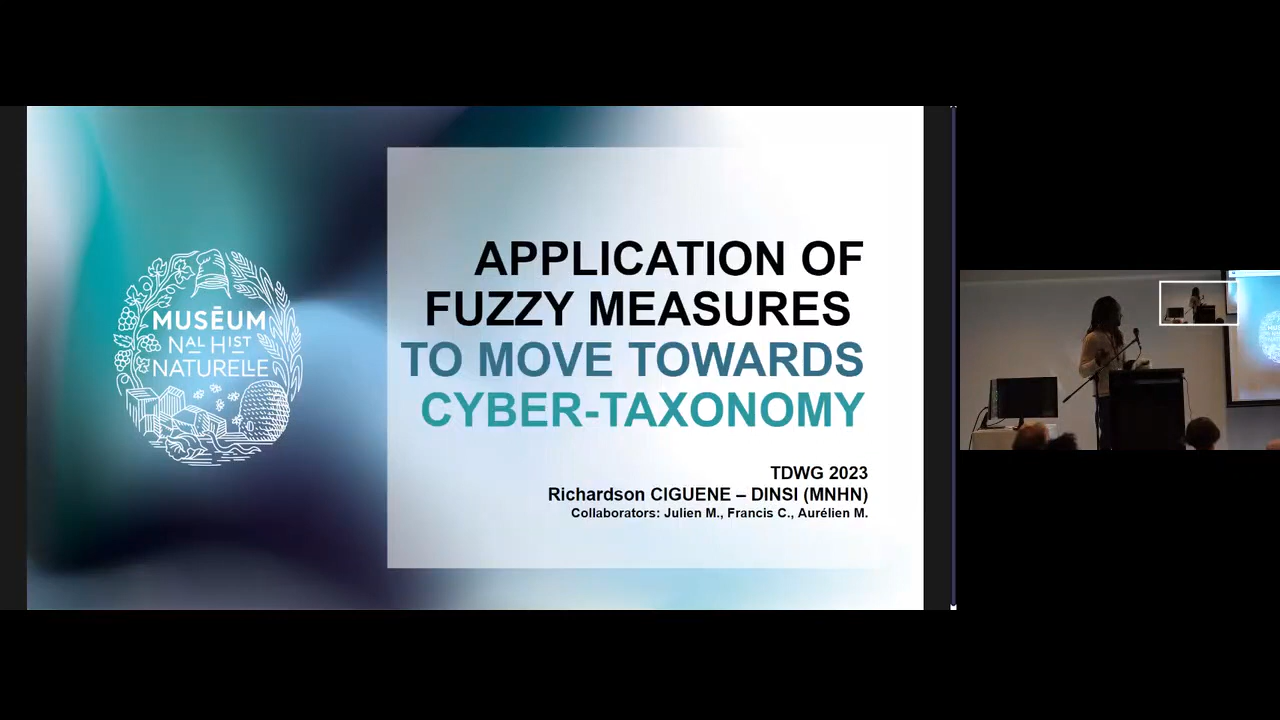 MUSĒUM
NAL HIST
NATURELLE
APPLICATION OF
FUZZY MEASURES
TO MOVE TOWARDS
CYBER-TAXONOMY
TDWG 2023
Richardson CIGUENE – DINSI (MNHN)
Collaborators: Julien M., Francis C., Aurélien M.